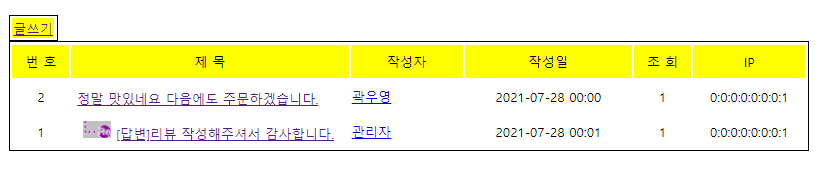 글쓰기
번 호 제 목 작성자 작성일 조 회 IP
2 정말 맛있네요 다음에도 주문하겠습니다. 곽우영 2021-07-28 00:00 1 0:0:0:0:0:0:0:1
1 [답변]리뷰 작성해주셔서 감사합니다. 관리자 2021-07-28 00:01 1 0:0:0:0:0:0:0:1